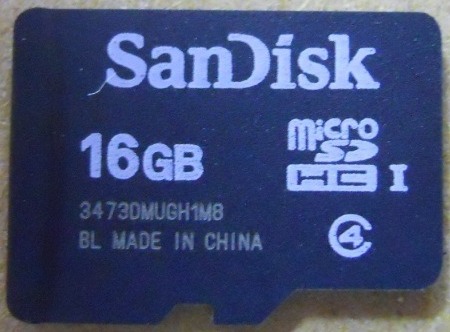 SanDisk
16GB
micro
SD
HC I
3473DMUGH1M8
BL MADE IN CHINA
4